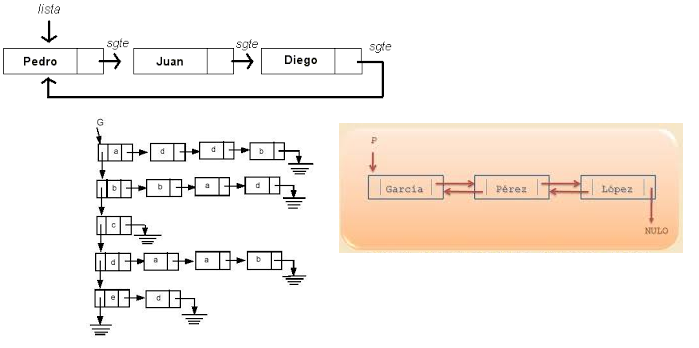 lista
sgte sgte sgte
Pedro Juan Diego
G
a d d b
b b a d
c
d a a b
e d
P
García Pérez López
NULO